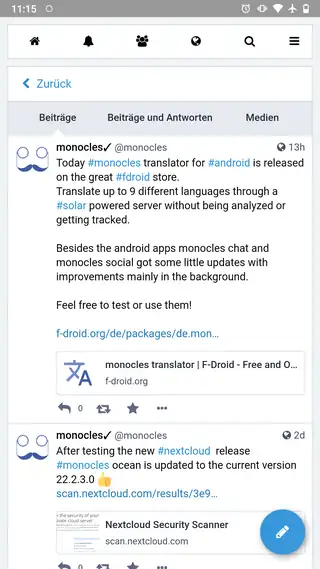 11:15
Zurück
Beiträge
Beiträge und Antworten
Medien
monocles✓ @monocles
13h
Today #monocles translator for #android is released
on the great #fdroid store.
Translate up to 9 different languages through a
#solar powered server without being analyzed or
getting tracked.
Besides the android apps monocles chat and
monocles social got some little updates with
improvements mainly in the background.
Feel free to test or use them!
f-droid.org/de/packages/de.mon…
monocles translator | F-Droid - Free and O…
f-droid.org
0
monocles✓ @monocles
2d
After testing the new #nextcloud release
#monocles ocean is updated to the current version
22.2.3.0 👍
scan.nextcloud.com/results/3e9…
Nextcloud Security Scanner
scan.nextcloud.com
0